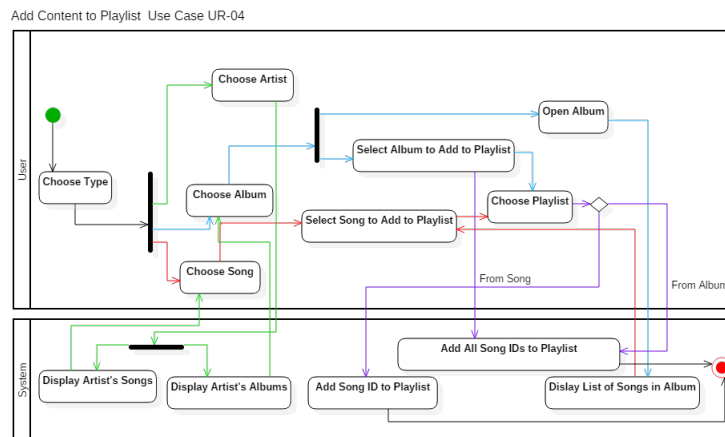 Add Content to Playlist Use Case UR-04
User
Choose Artist
Open Album
Select Album to Add to Playlist
Choose Type
Choose Album
Choose Playlist
Select Song to Add to Playlist
Choose Song
From Song
From Album
System
Add All Song IDs to Playlist
Display Artist's Songs
Display Artist's Albums
Add Song ID to Playlist
Dislay List of Songs in Album